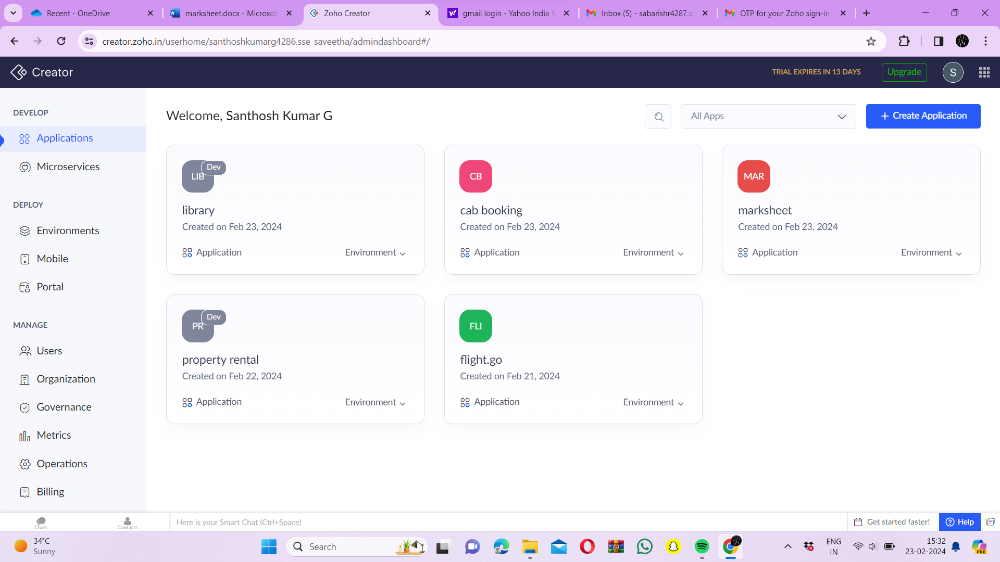 Recent - OneDrive
marksheet.docx - Microsof
Zoho Creator
gmail login - Yahoo India S
Inbox (5) - sabarishr4287.ss
OTP for your Zoho sign-in
creator.zoho.in/userhome/santhoshkumarg4286.sse_saveetha/admindashboard#/
Creator
TRIAL EXPIRES IN 13 DAYS
Upgrade
S
DEVELOP
Applications
Microservices
DEPLOY
Environments
Mobile
Portal
MANAGE
Users
Organization
Governance
Metrics
Operations
Billing
Welcome, Santhosh Kumar G
All Apps
+ Create Application
LIB
Dev
library
Created on Feb 23, 2024
Application
Environment
CB
cab booking
Created on Feb 23, 2024
Application
Environment
MAR
marksheet
Created on Feb 23, 2024
Application
Environment
PR
Dev
property rental
Created on Feb 22, 2024
Application
Environment
FLI
flight.go
Created on Feb 21, 2024
Application
Environment
Chats
Contacts
Here is your Smart Chat (Ctrl+Space)
Get started faster!
Help
34°C
Sunny
Search
ENG
IN
15:32
23-02-2024
PRE